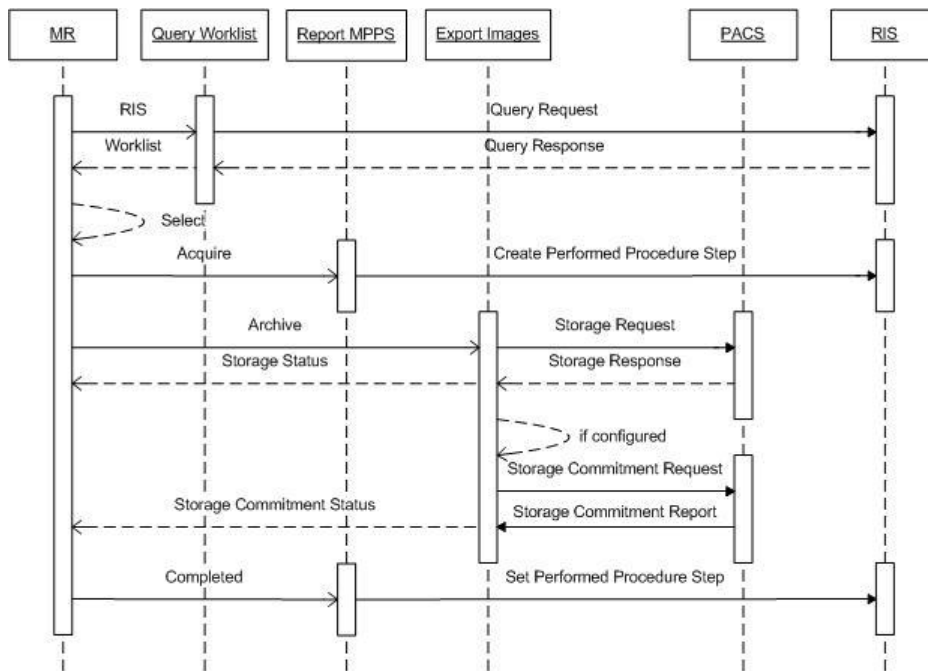 MR
Query Worklist
Report MPPS
Export Images
PACS
RIS
RIS
Query Request
Worklist
Query Response
Select
Acquire
Create Performed Procedure Step
Archive
Storage Request
Storage Status
Storage Response
if configured
Storage Commitment Request
Storage Commitment Status
Storage Commitment Report
Completed
Set Performed Procedure Step